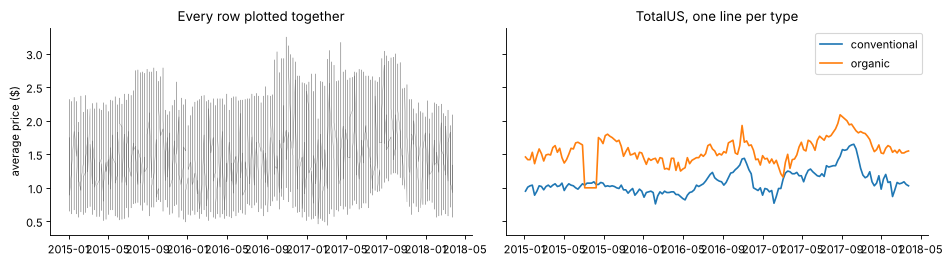 Every row plotted together
average price ($)
3.0
2.5
2.0
1.5
1.0
0.5
2015-01 2015-05 2015-09 2016-01 2016-05 2016-09 2017-01 2017-05 2017-09 2018-01 2018-05
TotalUS, one line per type
conventional
organic
2015-01 2015-05 2015-09 2016-01 2016-05 2016-09 2017-01 2017-05 2017-09 2018-01 2018-05